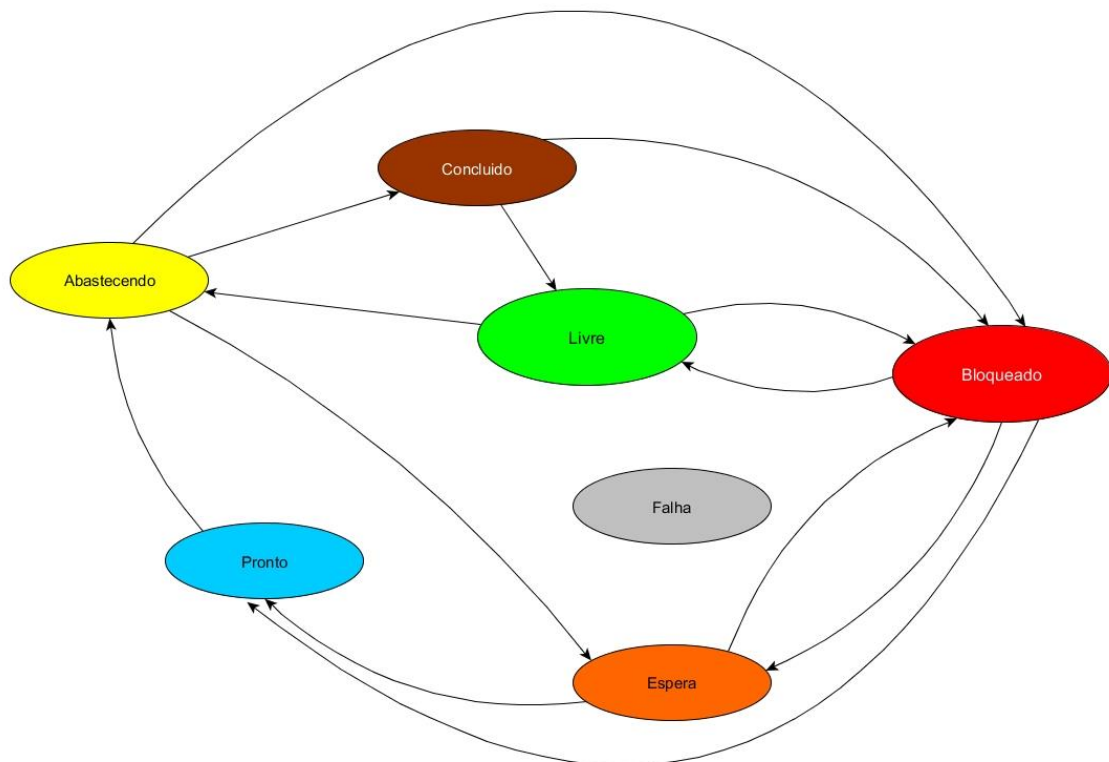 Concluido
Abastecendo
Livre
Bloqueado
Falha
Pronto
Espera